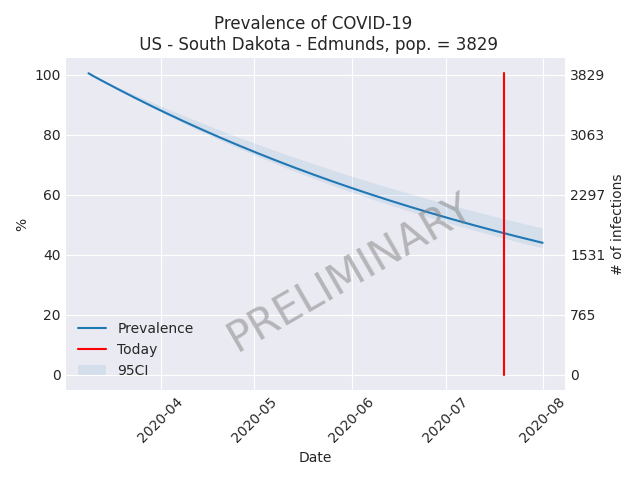 Prevalence of COVID-19
US - South Dakota - Edmunds, pop. = 3829
100
80
60
40
20
0
%
3829
3063
2297
1531
765
0
# of infections
PRELIMINARY
Prevalence
Today
95CI
2020-04
2020-05
2020-06
2020-07
2020-08
Date